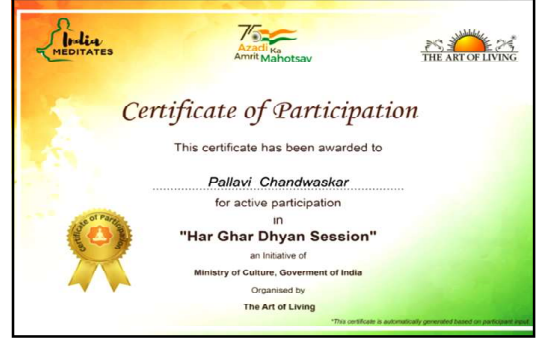 India
MEDITATES
75
Azadi Ka
Amrit Mahotsav
THE ART OF LIVING
Certificate of Participation
This certificate has been awarded to
Pallavi Chandwaskar
for active participation
in
"Har Ghar Dhyan Session"
an Initiative of
Ministry of Culture, Goverment of India
Organised by
The Art of Living
Certificate of Participation
*This certificate is automatically generated based on participant input